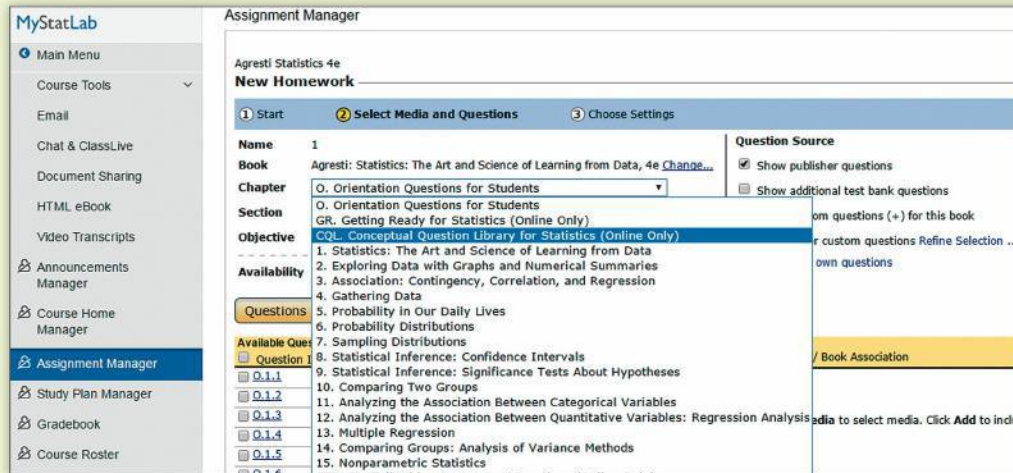 MyStatLab
Main Menu
Course Tools
Email
Chat & ClassLive
Document Sharing
HTML eBook
Video Transcripts
Announcements
Manager
Course Home
Manager
Assignment Manager
Study Plan Manager
Gradebook
Course Roster
Assignment Manager
Agresti Statistics 4e
New Homework
1 Start 2 Select Media and Questions 3 Choose Settings
Name 1
Book Agresti: Statistics: The Art and Science of Learning from Data, 4e Change...
Chapter O. Orientation Questions for Students
Section
Objective
Availability
O. Orientation Questions for Students
GR. Getting Ready for Statistics (Online Only)
CQL. Conceptual Question Library for Statistics (Online Only)
1. Statistics: The Art and Science of Learning from Data
2. Exploring Data with Graphs and Numerical Summaries
3. Association: Contingency, Correlation, and Regression
4. Gathering Data
5. Probability in Our Daily Lives
6. Probability Distributions
7. Sampling Distributions
8. Statistical Inference: Confidence Intervals
9. Statistical Inference: Significance Tests About Hypotheses
10. Comparing Two Groups
11. Analyzing the Association Between Categorical Variables
12. Analyzing the Association Between Quantitative Variables: Regression Analysis
13. Multiple Regression
14. Comparing Groups: Analysis of Variance Methods
15. Nonparametric Statistics
Question Source
Show publisher questions
Show additional test bank questions
om questions (+) for this book
r custom questions Refine Selection ..
own questions
Questions
Available Ques
Question I
/ Book Association
O.1.1
O.1.2
O.1.3
O.1.4
O.1.5
edia to select media. Click Add to inclu